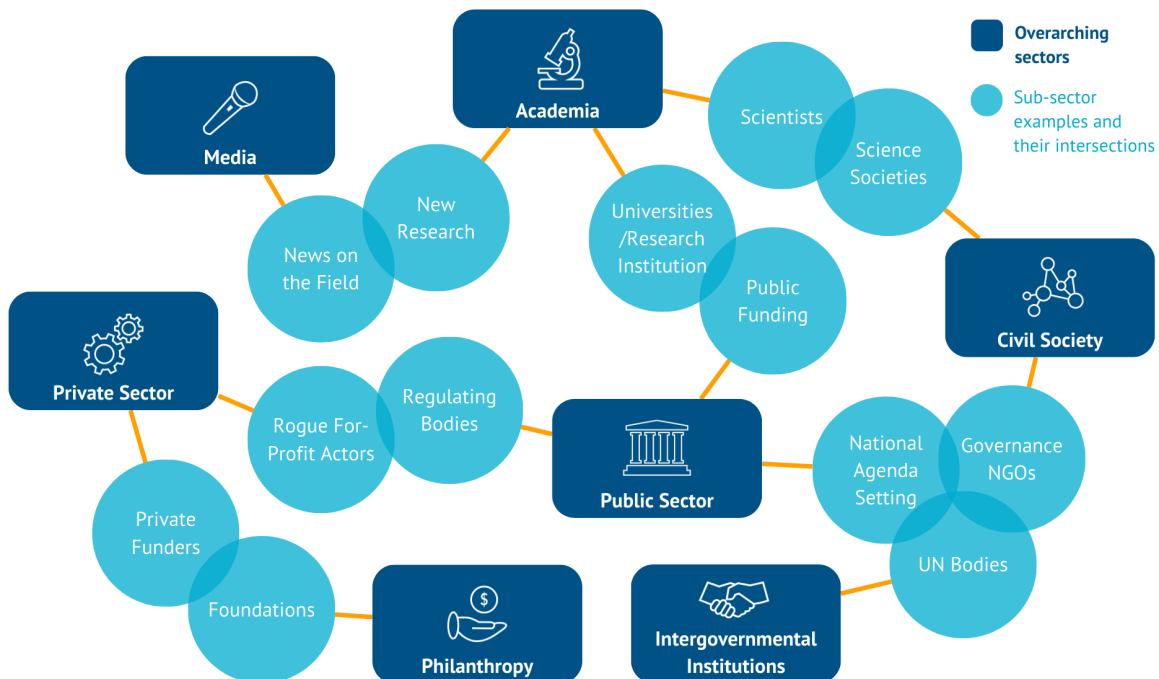 Overarching
sectors
Sub-sector
examples and
their intersections
Academia
Media
Scientists
Science
Societies
New
Research
Universities
/Research
Institution
News on
the Field
Public
Funding
Civil Society
Private Sector
Rogue For-
Profit Actors
Regulating
Bodies
Public Sector
National
Agenda
Setting
Governance
NGOs
UN Bodies
Private
Funders
Foundations
$
Philanthropy
Intergovernmental
Institutions